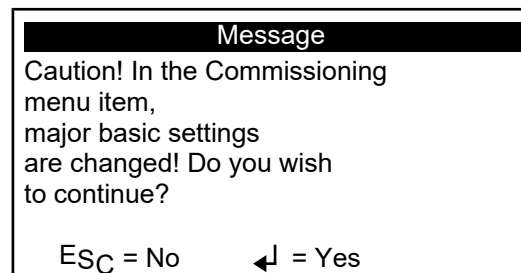 Message
Caution! In the Commissioning
menu item,
major basic settings
are changed! Do you wish
to continue?
ESC = No ↵ = Yes